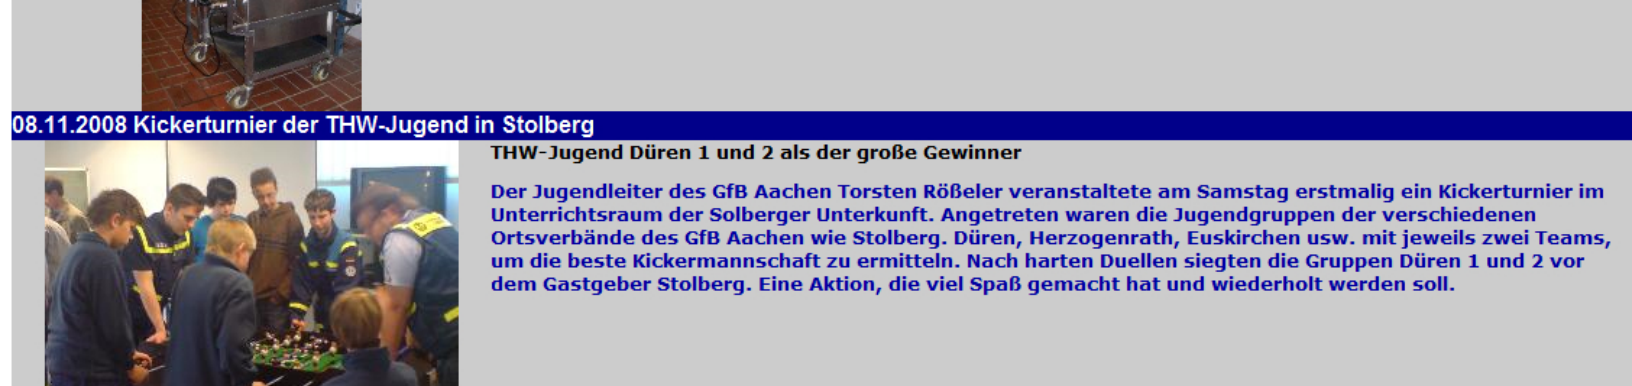 08.11.2008 Kickerturnier der THW-Jugend in Stolberg
THW-Jugend Düren 1 und 2 als der große Gewinner
Der Jugendleiter des GfB Aachen Torsten Rößeler veranstaltete am Samstag erstmalig ein Kickerturnier im
Unterrichtsraum der Solberger Unterkunft. Angetreten waren die Jugendgruppen der verschiedenen
Ortsverbände des GfB Aachen wie Stolberg. Düren, Herzogenrath, Euskirchen usw. mit jeweils zwei Teams,
um die beste Kickermannschaft zu ermitteln. Nach harten Duellen siegten die Gruppen Düren 1 und 2 vor
dem Gastgeber Stolberg. Eine Aktion, die viel Spaß gemacht hat und wiederholt werden soll.